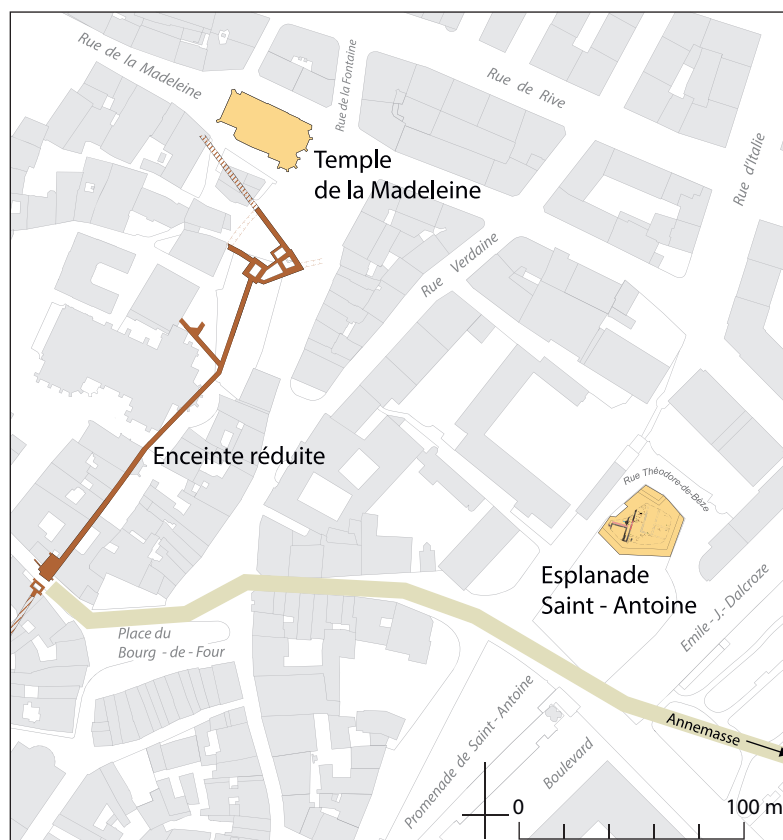 Rue de la Madeleine
Rue de la Fontaine
Rue de Rive
Rue d'Italie
Temple
de la Madeleine
Rue Verdaine
Enceinte réduite
Rue Théodore-de-Bèze
Esplanade
Saint - Antoine
Emile - J.- Dalcroze
Place du
Bourg - de - Four
Promenade de Saint - Antoine
Boulevard
Annemasse
0
100 m